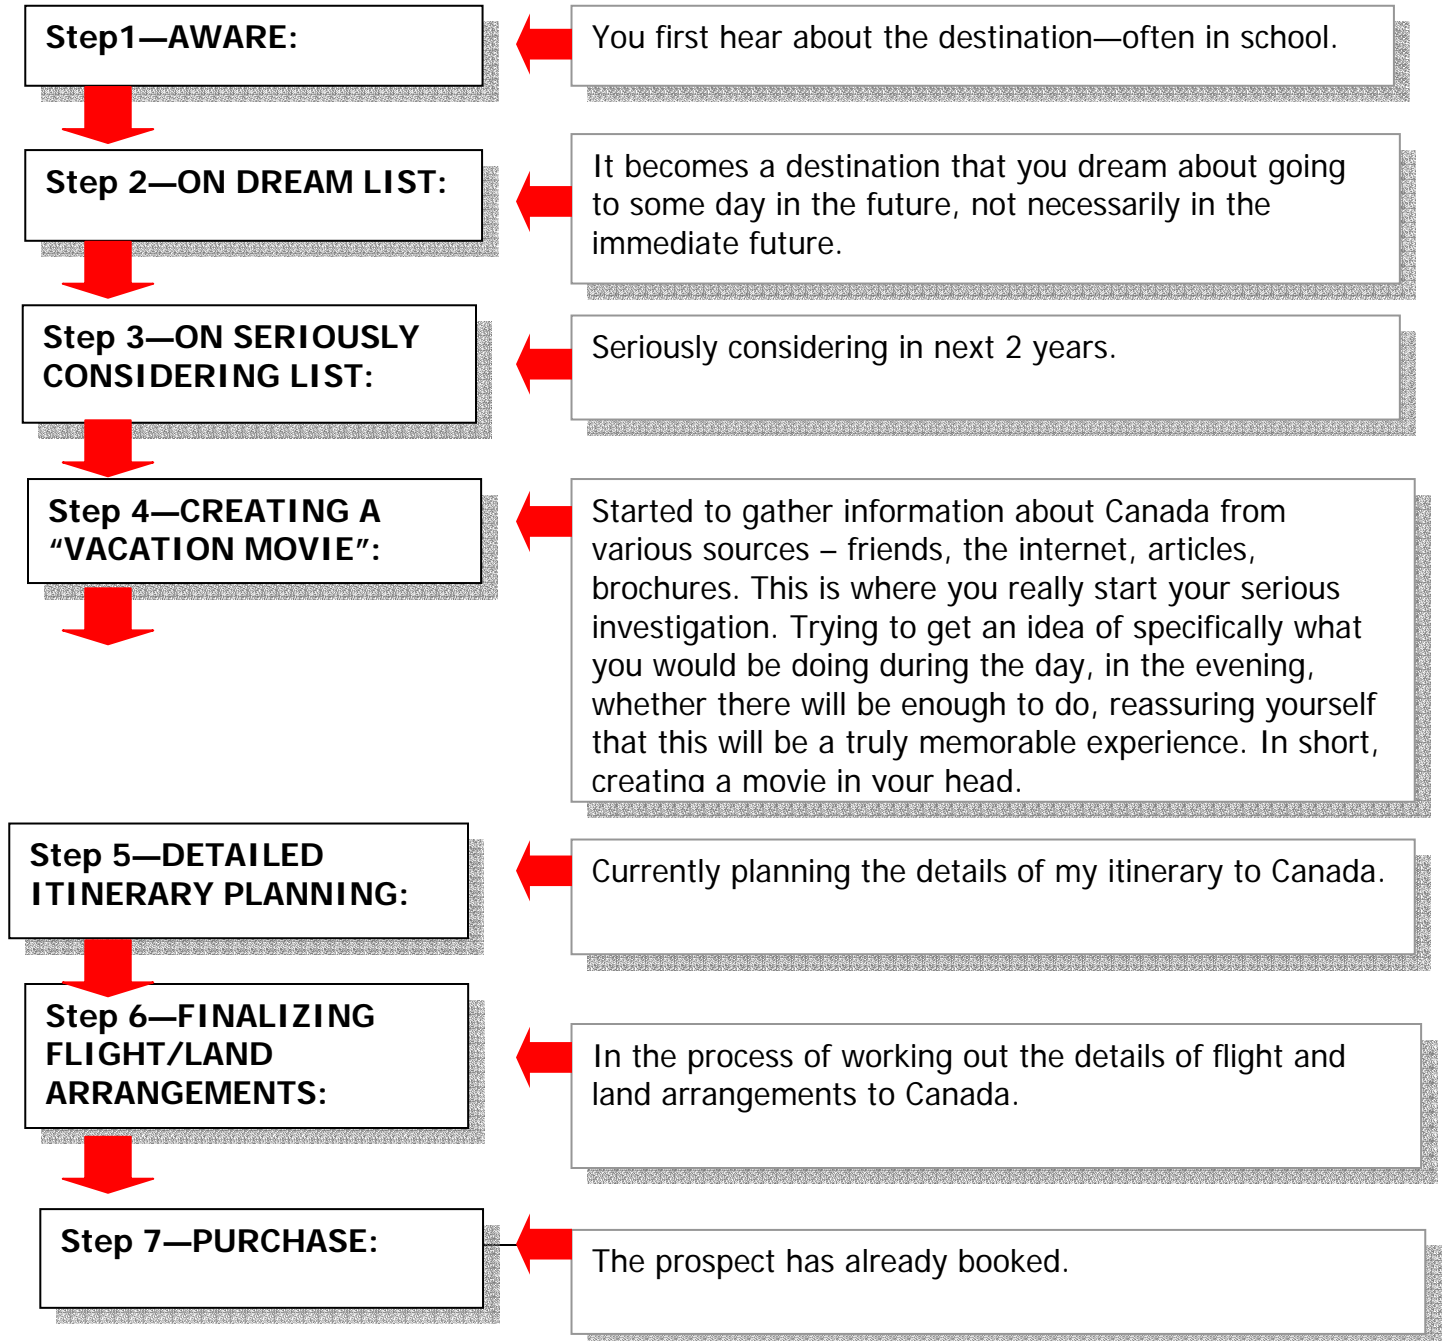 Step1—AWARE:
You first hear about the destination—often in school.
Step 2—ON DREAM LIST:
It becomes a destination that you dream about going
to some day in the future, not necessarily in the
immediate future.
Step 3—ON SERIOUSLY
CONSIDERING LIST:
Seriously considering in next 2 years.
Step 4—CREATING A
“VACATION MOVIE”:
Started to gather information about Canada from
various sources – friends, the internet, articles,
brochures. This is where you really start your serious
investigation. Trying to get an idea of specifically what
you would be doing during the day, in the evening,
whether there will be enough to do, reassuring yourself
that this will be a truly memorable experience. In short,
creating a movie in your head.
Step 5—DETAILED
ITINERARY PLANNING:
Currently planning the details of my itinerary to Canada.
Step 6—FINALIZING
FLIGHT/LAND
ARRANGEMENTS:
In the process of working out the details of flight and
land arrangements to Canada.
Step 7—PURCHASE:
The prospect has already booked.